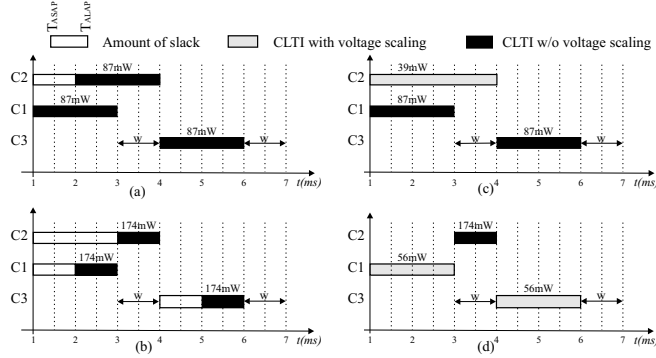 TASAP TALAP
Amount of slack CLTI with voltage scaling CLTI w/o voltage scaling
C2 87mW
C1 87mW
C3 w 87mW w
1 2 3 4 5 6 7 t(ms)
(a)
C2 39mW
C1 87mW
C3 w 87mW w
1 2 3 4 5 6 7 t(ms)
(c)
C2 174mW
C1 174mW
C3 w 174mW w
1 2 3 4 5 6 7 t(ms)
(b)
C2 174mW
C1 56mW
C3 w 56mW w
1 2 3 4 5 6 7 t(ms)
(d)